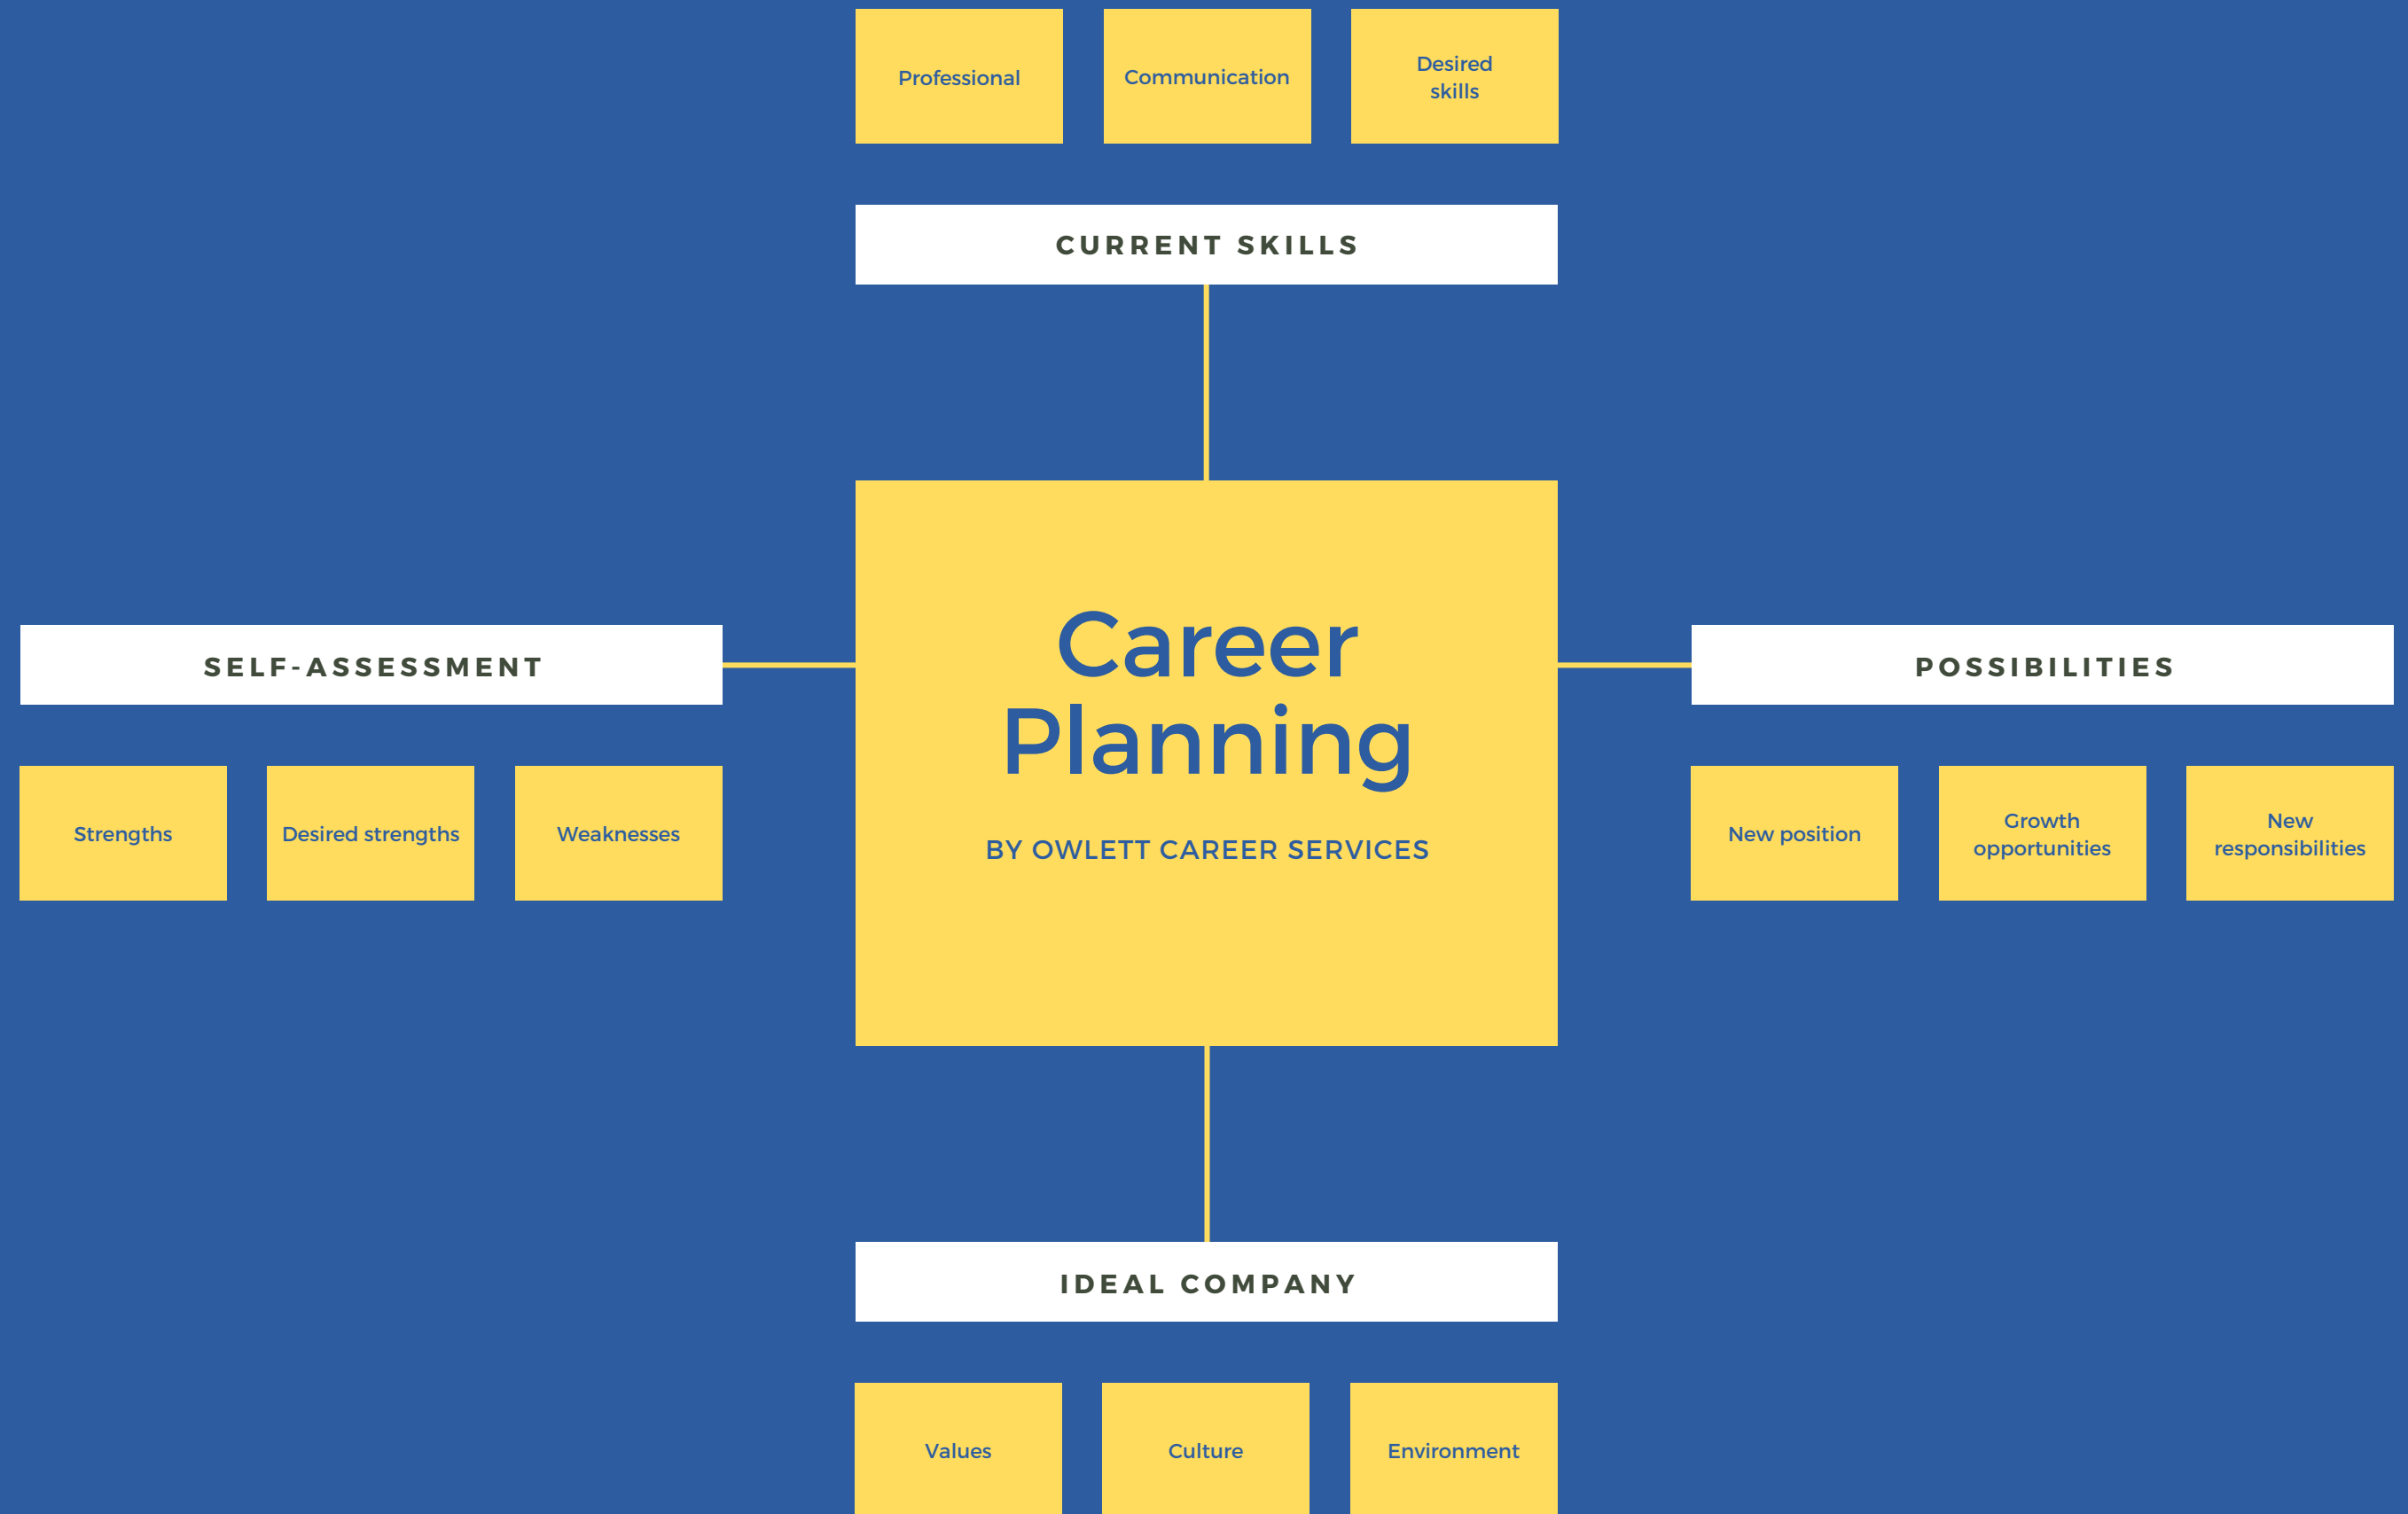 Professional
Communication
Desired
skills
CURRENT SKILLS
Career
Planning
BY OWLETT CAREER SERVICES
SELF-ASSESSMENT
Strengths
Desired strengths
Weaknesses
POSSIBILITIES
New position
Growth
opportunities
New
responsibilities
IDEAL COMPANY
Values
Culture
Environment